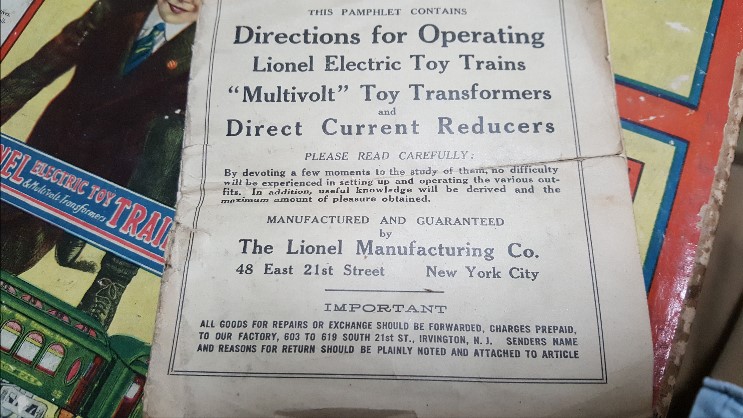 THIS PAMPHLET CONTAINS
Directions for Operating
Lionel Electric Toy Trains
"Multivolt" Toy Transformers
and
Direct Current Reducers
PLEASE READ CAREFULLY:
By devoting a few moments to the study of them, no difficulty
will be experienced in setting up and operating the various out-
fits. In addition, useful knowledge will be derived and the
maximum amount of pleasure obtained.
MANUFACTURED AND GUARANTEED
by
The Lionel Manufacturing Co.
48 East 21st Street New York City
IMPORTANT
ALL GOODS FOR REPAIRS OR EXCHANGE SHOULD BE FORWARDED, CHARGES PREPAID,
TO OUR FACTORY, 603 TO 619 SOUTH 21st ST., IRVINGTON, N. J. SENDERS NAME
AND REASONS FOR RETURN SHOULD BE PLAINLY NOTED AND ATTACHED TO ARTICLE
NEL ELECTRIC TOY TRAI
& Multivolt Transformers